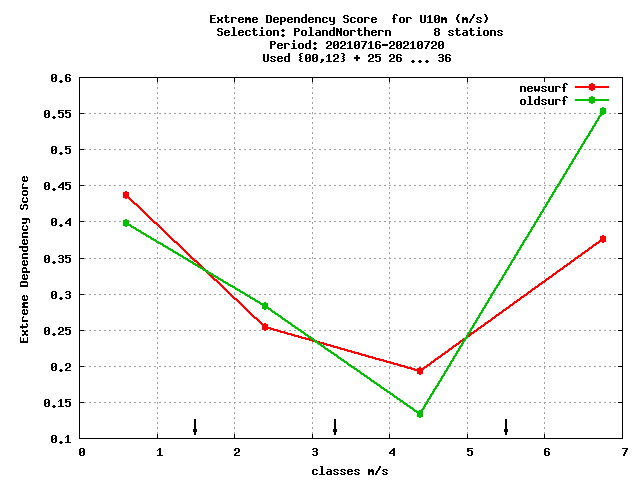 Extreme Dependency Score  for U10m (m/s)
Selection: PolandNorthern      8 stations
Period: 20210716-20210720
Used {00,12} + 25 26 ... 36
newsurf
oldsurf
0.6
0.55
0.5
0.45
0.4
0.35
0.3
0.25
0.2
0.15
0.1
Extreme Dependency Score
0 1 2 3 4 5 6 7
classes m/s